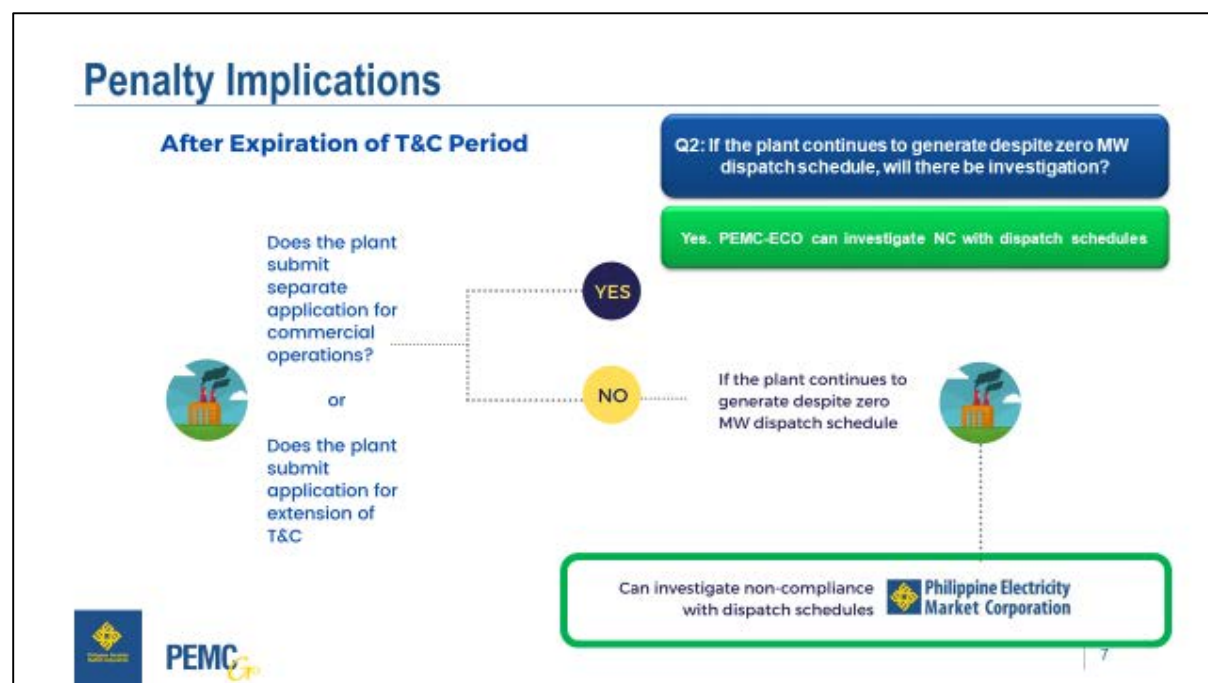 Penalty Implications
After Expiration of T&C Period
Q2: If the plant continues to generate despite zero MW
dispatch schedule, will there be investigation?
Yes. PEMC-ECO can investigate NC with dispatch schedules
Does the plant
submit
separate
application for
commercial
operations?
or
Does the plant
submit
application for
extension of
T&C
YES
NO
If the plant continues to
generate despite zero
MW dispatch schedule
Can investigate non-compliance
with dispatch schedules
Philippine Electricity
Market Corporation
PEMC
7